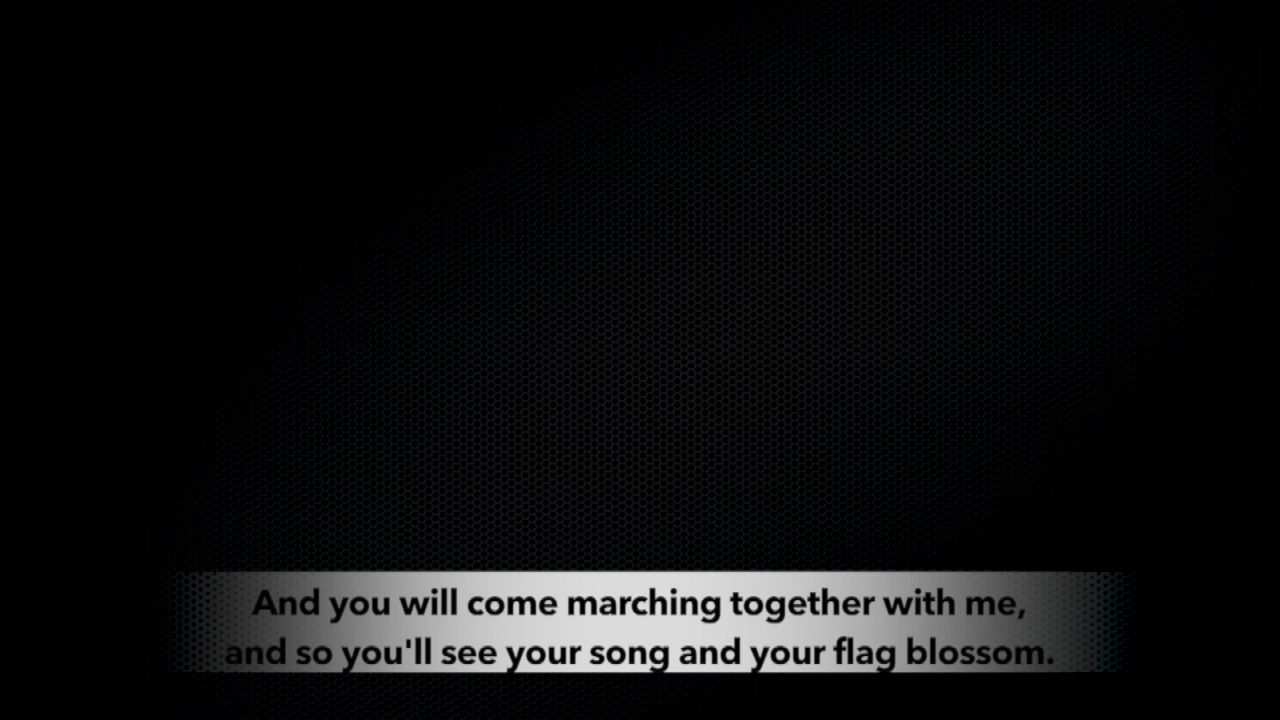 And you will come marching together with me,
and so you'll see your song and your flag blossom.